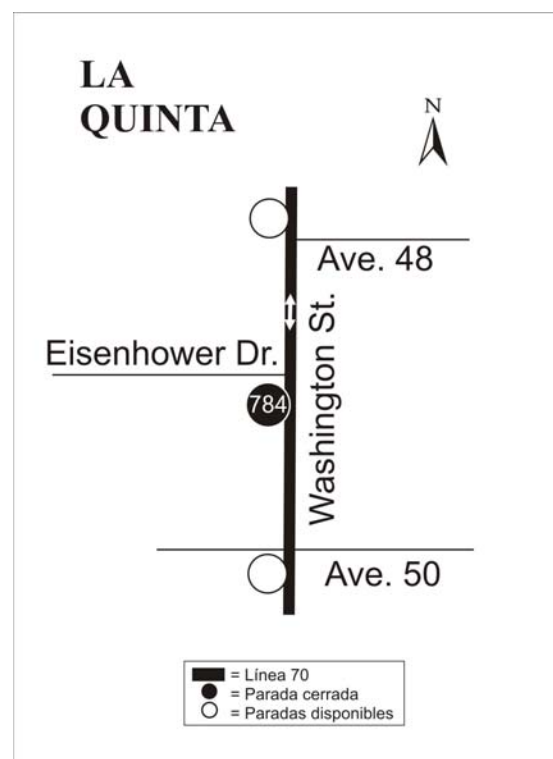 LA
QUINTA
N
Ave. 48
Washington St.
Eisenhower Dr.
784
Ave. 50
= Línea 70
= Parada cerrada
= Paradas disponibles